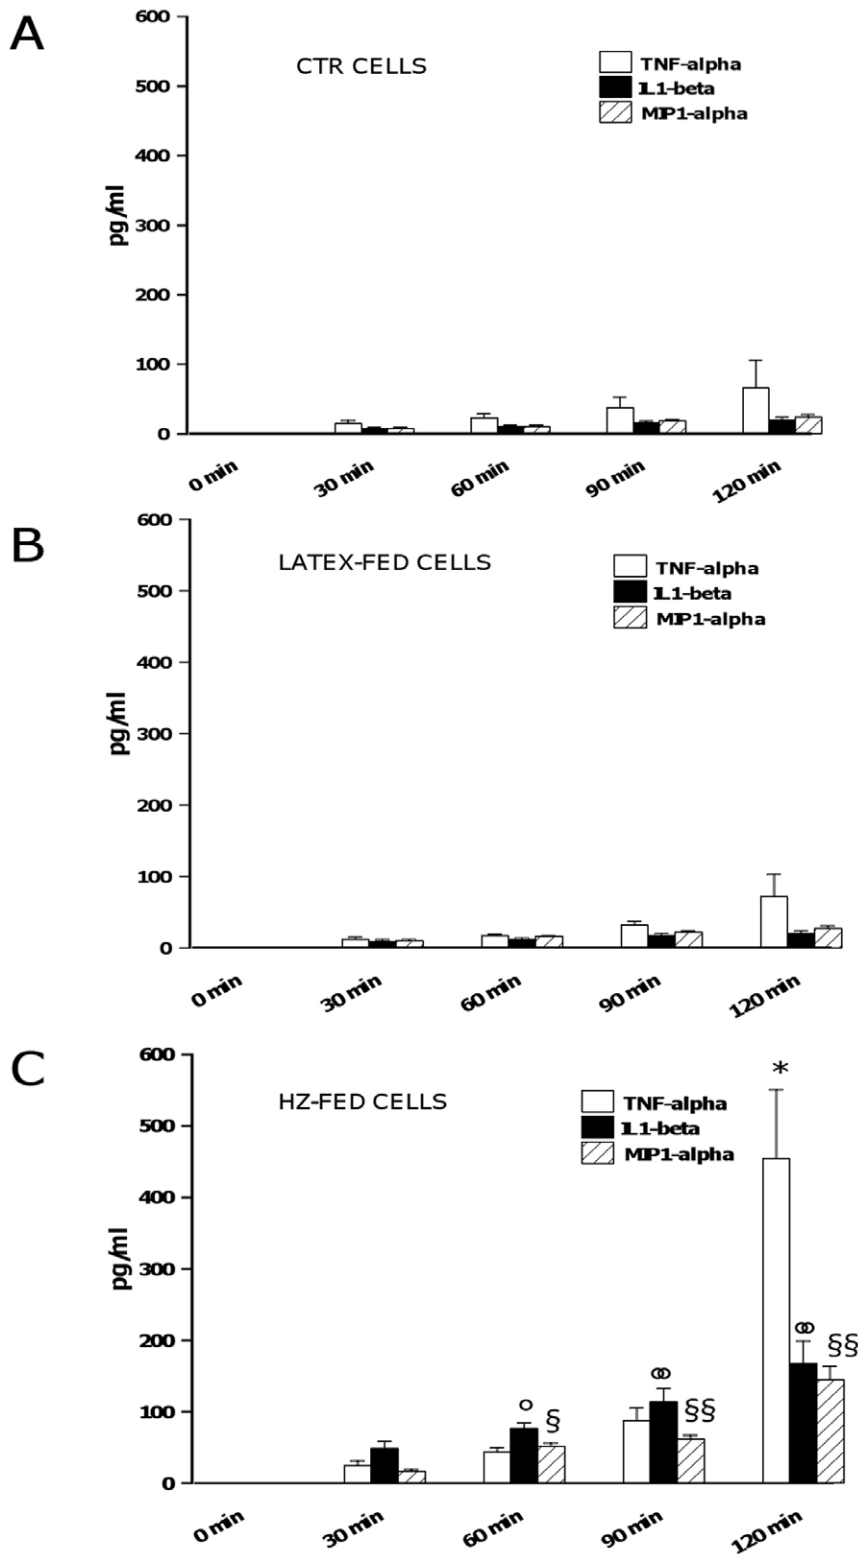 A
600
CTR CELLS
TNF-alpha
500
IL1-beta
MIP1-alpha
400
pg/ml
300
200
100
0
0 min
30 min
60 min
90 min
120 min
B
600
LATEX-FED CELLS
TNF-alpha
500
IL1-beta
MIP1-alpha
400
pg/ml
300
200
100
0
0 min
30 min
60 min
90 min
120 min
C
600
*
HZ-FED CELLS
TNF-alpha
500
IL1-beta
MIP1-alpha
400
pg/ml
300
200
°° §§
100
° § °° §§
0
0 min
30 min
60 min
90 min
120 min